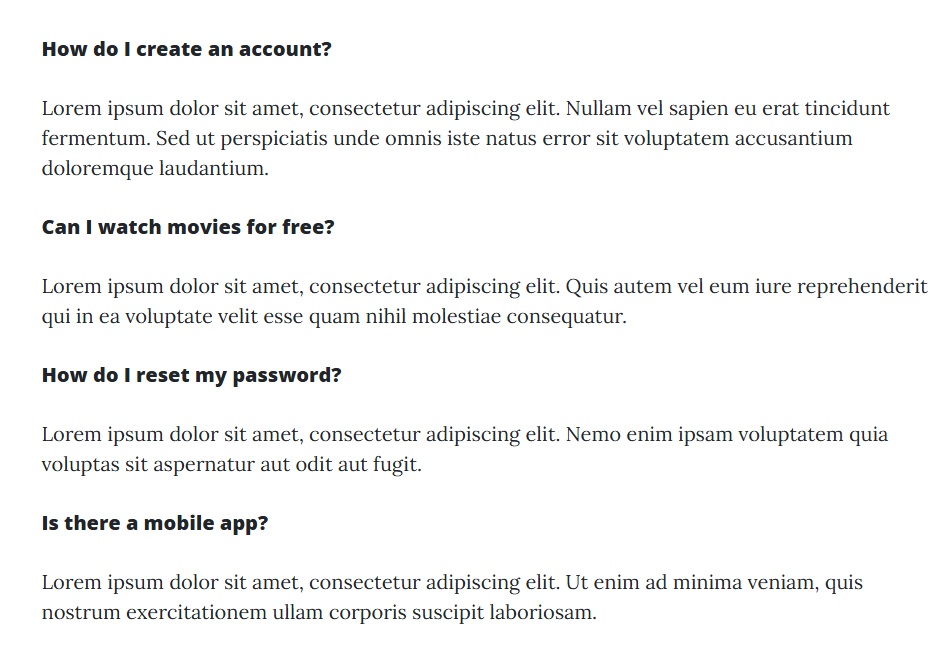 How do I create an account?
Lorem ipsum dolor sit amet, consectetur adipiscing elit. Nullam vel sapien eu erat tincidunt
fermentum. Sed ut perspiciatis unde omnis iste natus error sit voluptatem accusantium
doloremque laudantium.
Can I watch movies for free?
Lorem ipsum dolor sit amet, consectetur adipiscing elit. Quis autem vel eum iure reprehenderit
qui in ea voluptate velit esse quam nihil molestiae consequatur.
How do I reset my password?
Lorem ipsum dolor sit amet, consectetur adipiscing elit. Nemo enim ipsam voluptatem quia
voluptas sit aspernatur aut odit aut fugit.
Is there a mobile app?
Lorem ipsum dolor sit amet, consectetur adipiscing elit. Ut enim ad minima veniam, quis
nostrum exercitationem ullam corporis suscipit laboriosam.